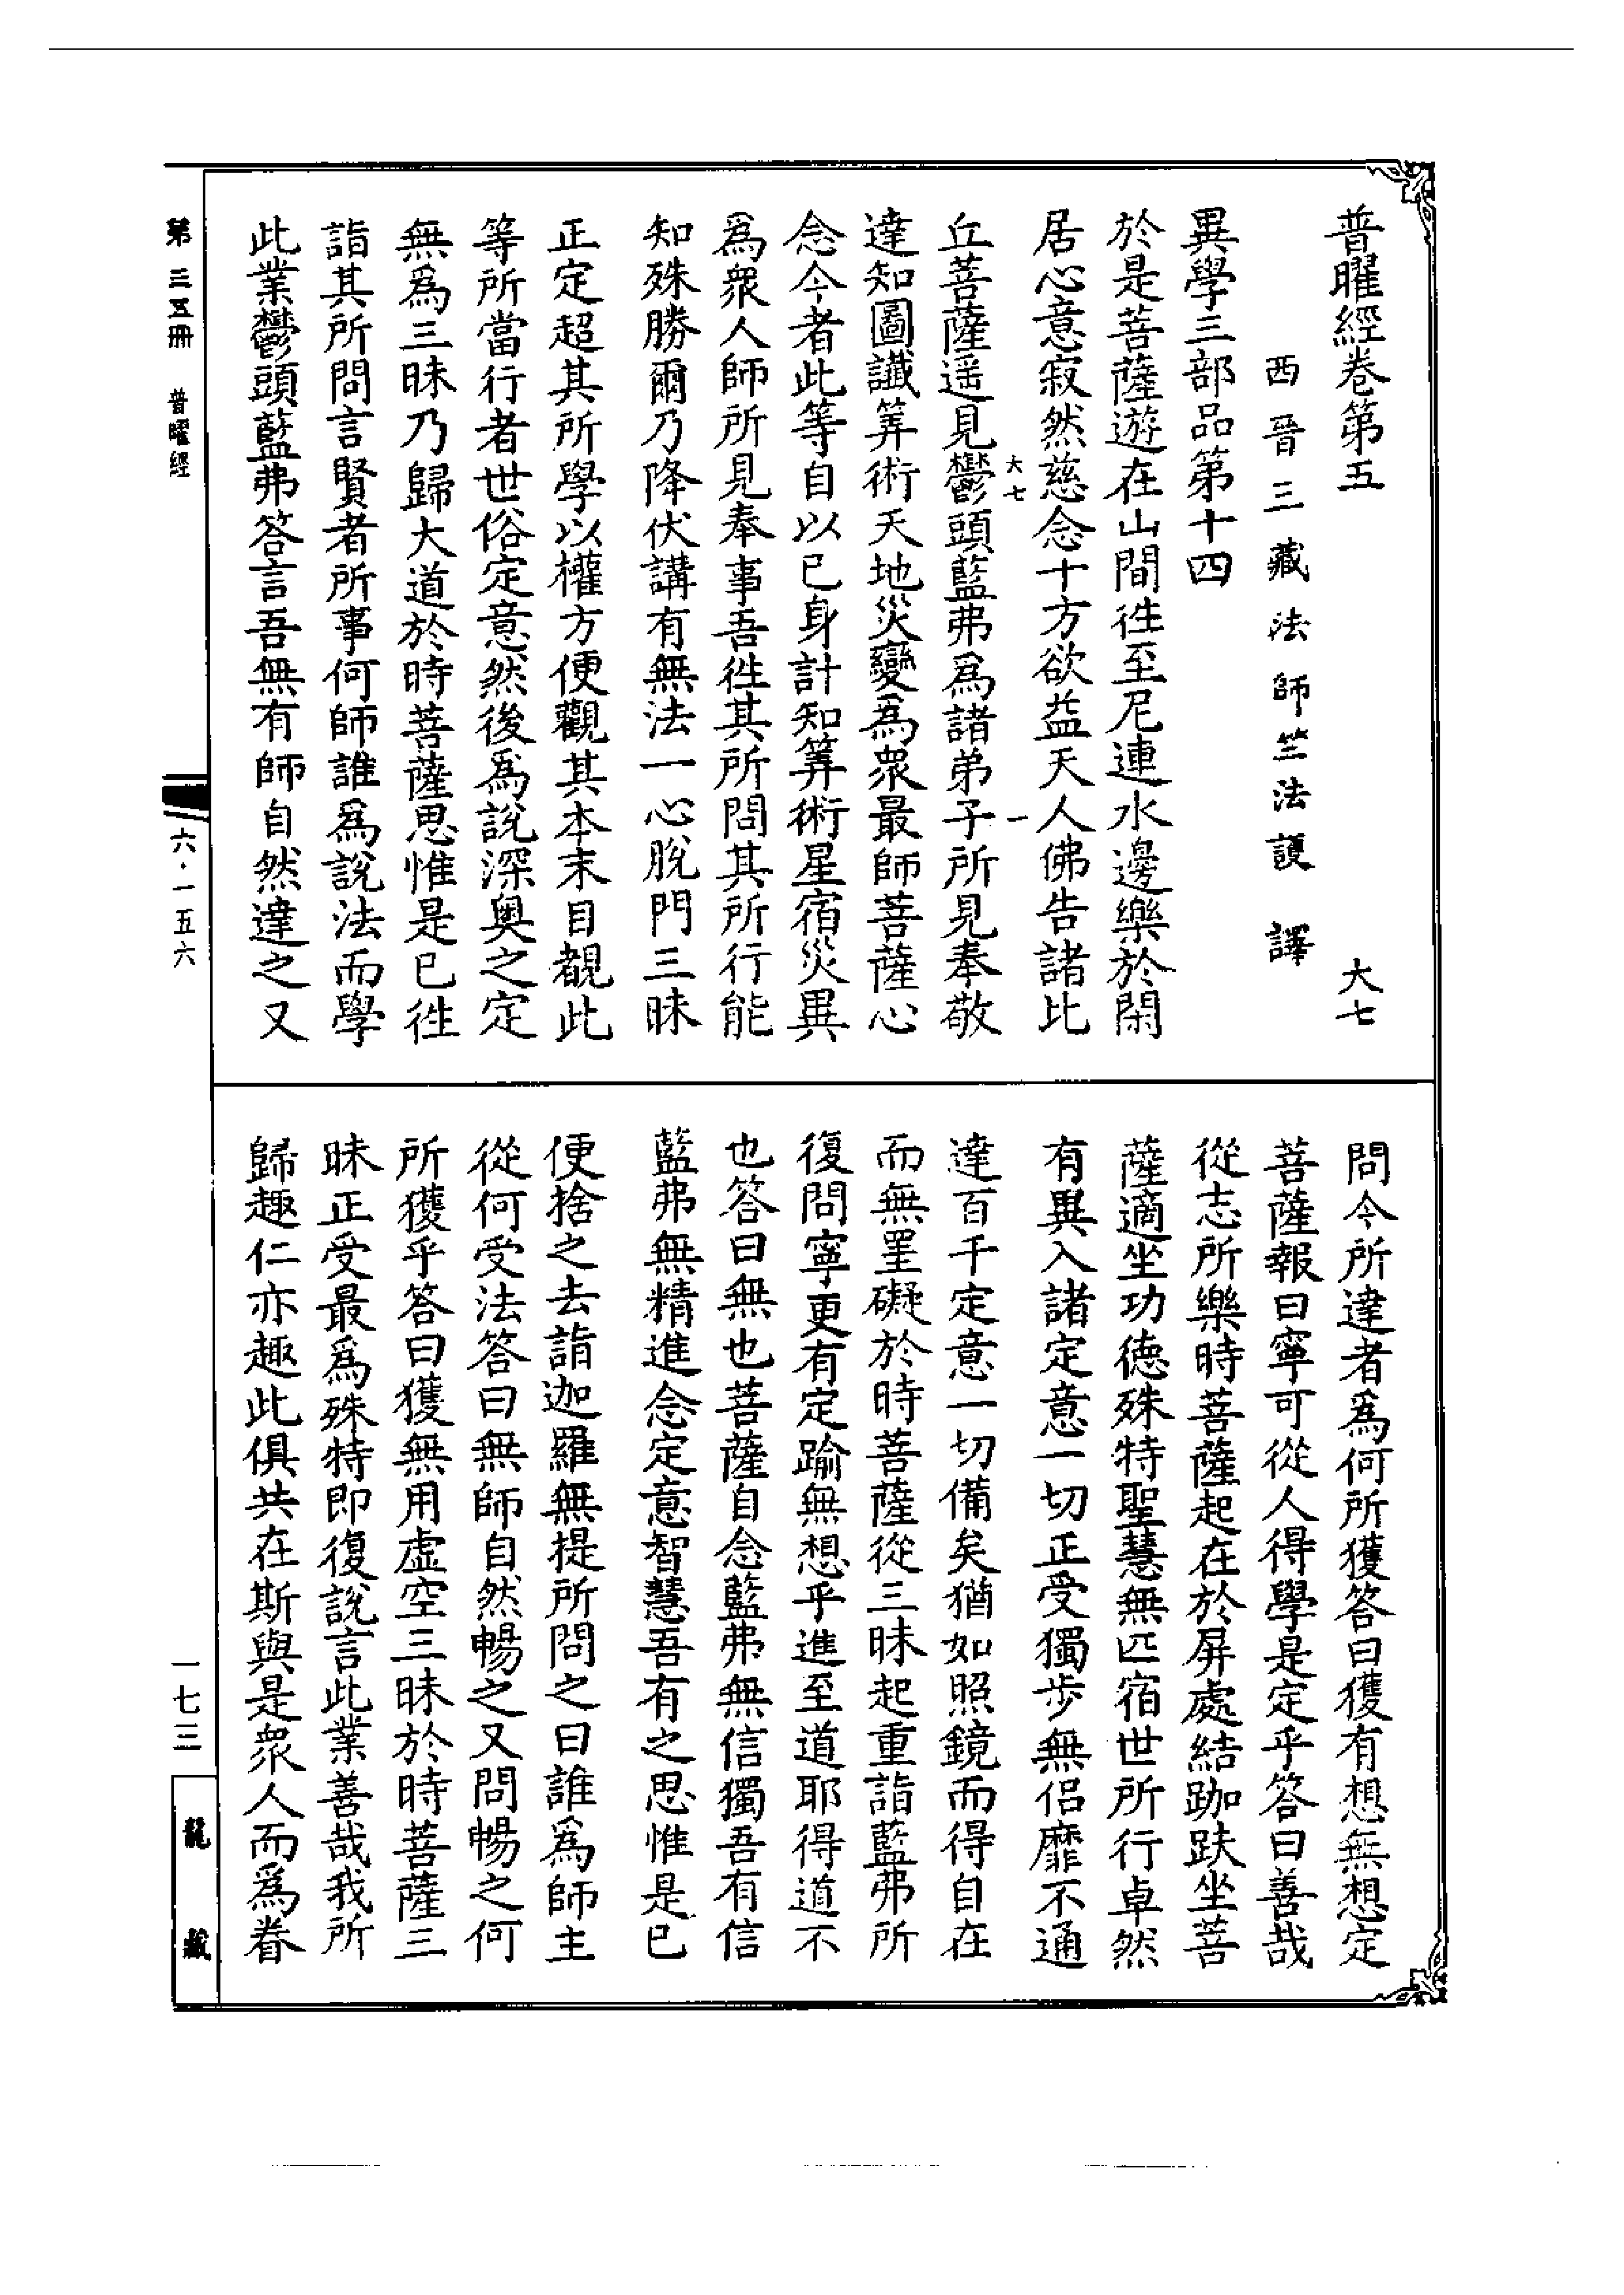 普曜經卷第五　大七
西晉三藏法師竺法護　譯
異學三部品第十四
於是菩薩遊在山間徃至尼連水邊樂於閑
居心意寂然慈念十方欲益天人佛告諸比
大七　一
丘菩薩遥見鬱頭藍弗爲諸弟子所見奉敬
達知圖讖筭術天地災變爲衆最師菩薩心
念今者此等自以已身計知筭術星宿災異
爲衆人師所見奉事吾徃其所問其所行能
知殊勝爾乃降伏講有無法一心脫門三昧
正定超其所學以權方便觀其本末目覩此
等所當行者世俗定意然後爲說深奥之定
無爲三昧乃歸大道於時菩薩思惟是已徃
詣其所問言賢者所事何師誰爲說法而學
此業鬱頭藍弗答言吾無有師自然達之又
問今所達者爲何所獲答曰獲有想無想定
菩薩報曰寧可從人得學是定乎答曰善哉
從志所樂時菩薩起在於屏處結跏趺坐菩
薩適坐功德殊特聖慧無匹宿世所行卓然
有異入諸定意一切正受獨步無侣靡不通
達百千定意一切備矣猶如照鏡而得自在
而無罣礙於時菩薩從三昧起重詣藍弗所
復問寧更有定踰無想乎進至道耶得道不
也答曰無也菩薩自念藍弗無信獨吾有信
藍弗無精進念定意智慧吾有之思惟是已
便捨之去詣迦羅無提所問之曰誰爲師主
從何受法答曰無師自然暢之又問暢之何
所獲乎答曰獲無用虛空三昧於時菩薩三
昧正受最爲殊特即復說言此業善哉我所
歸趣仁亦趣此俱共在斯與是衆人而爲眷
第三五冊　普曜經
六·一五六
一七三
龍藏